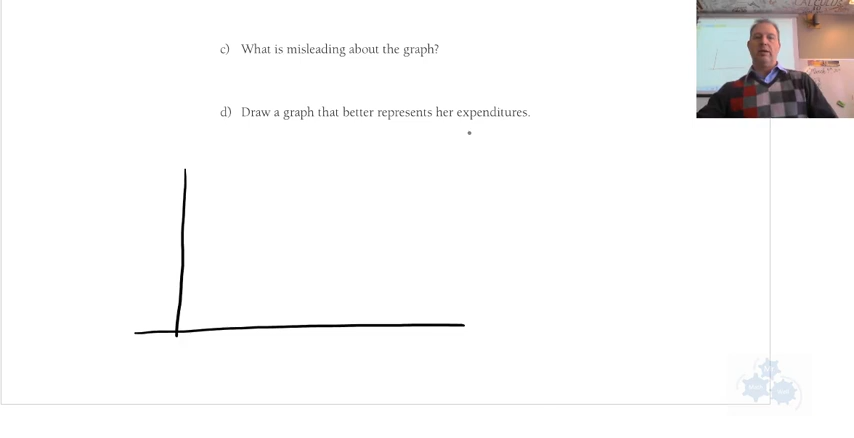 c) What is misleading about the graph?
d) Draw a graph that better represents her expenditures.